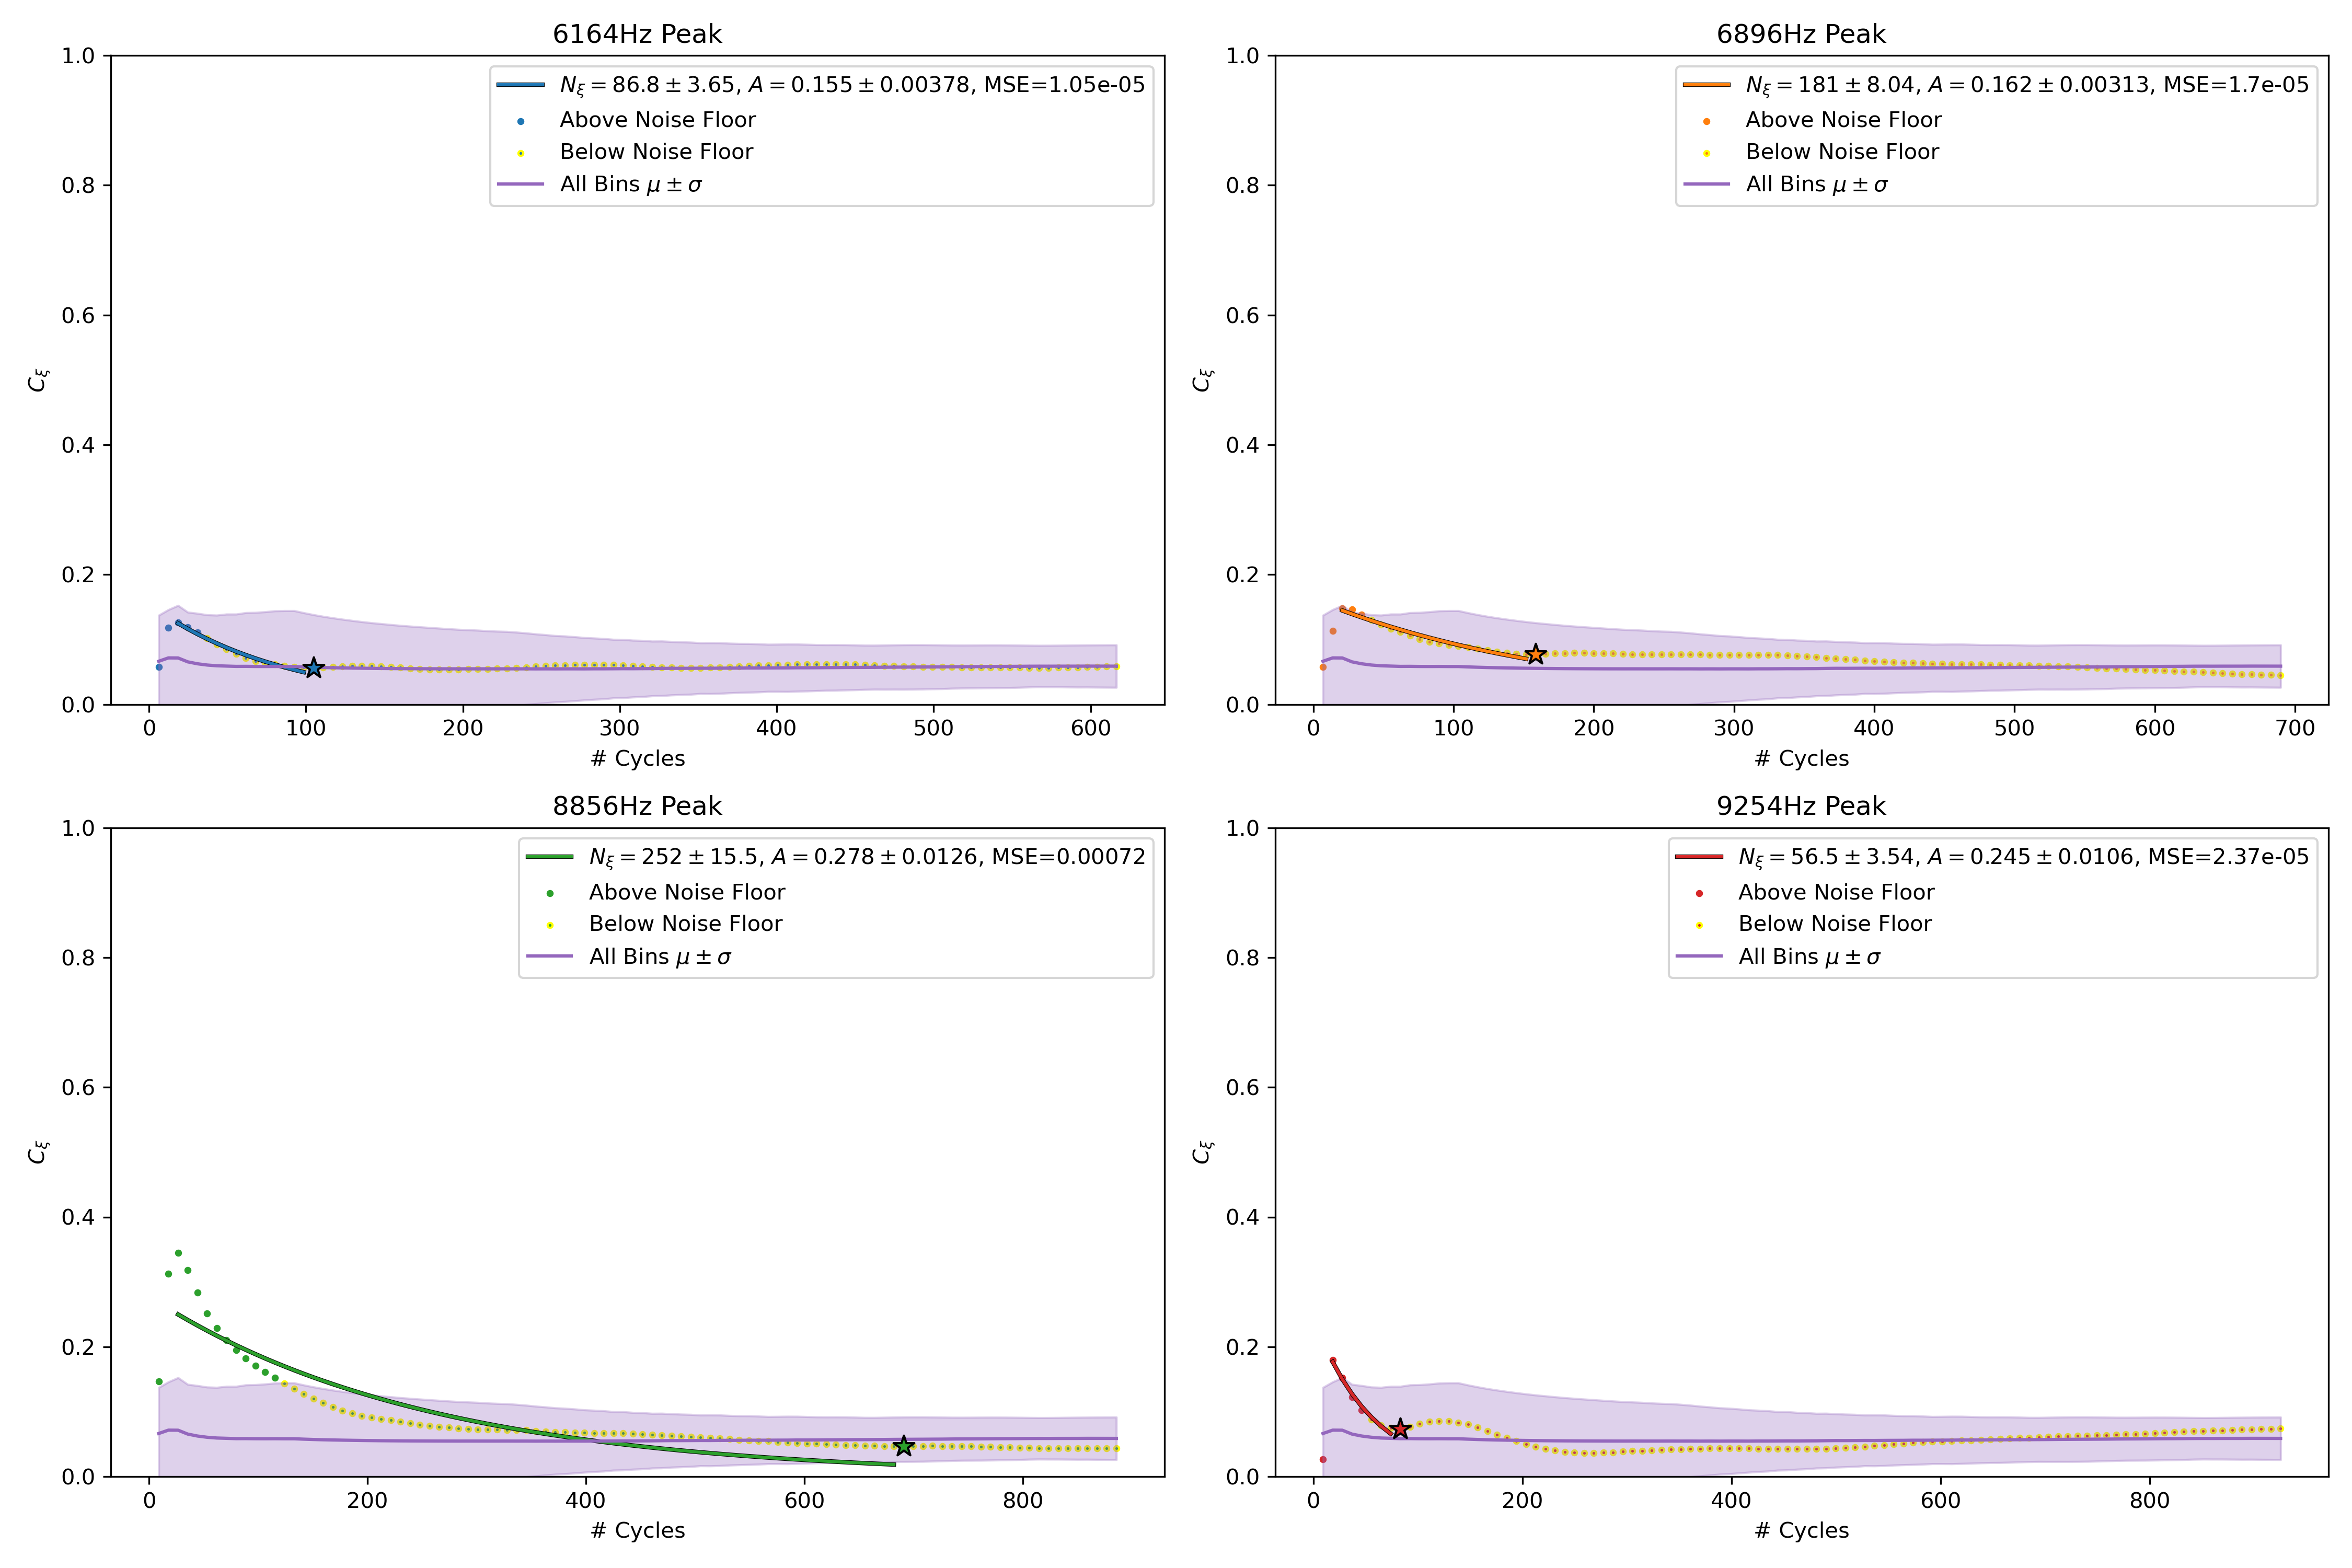 6164Hz Peak
1.0
0.8
0.6
0.4
0.2
0.0
C_ξ
N_ξ = 86.8 ± 3.65, A = 0.155 ± 0.00378, MSE=1.05e-05
Above Noise Floor
Below Noise Floor
All Bins μ ± σ
0 100 200 300 400 500 600
# Cycles
6896Hz Peak
1.0
0.8
0.6
0.4
0.2
0.0
C_ξ
N_ξ = 181 ± 8.04, A = 0.162 ± 0.00313, MSE=1.7e-05
Above Noise Floor
Below Noise Floor
All Bins μ ± σ
0 100 200 300 400 500 600 700
# Cycles
8856Hz Peak
1.0
0.8
0.6
0.4
0.2
0.0
C_ξ
N_ξ = 252 ± 15.5, A = 0.278 ± 0.0126, MSE=0.00072
Above Noise Floor
Below Noise Floor
All Bins μ ± σ
0 200 400 600 800
# Cycles
9254Hz Peak
1.0
0.8
0.6
0.4
0.2
0.0
C_ξ
N_ξ = 56.5 ± 3.54, A = 0.245 ± 0.0106, MSE=2.37e-05
Above Noise Floor
Below Noise Floor
All Bins μ ± σ
0 200 400 600 800
# Cycles